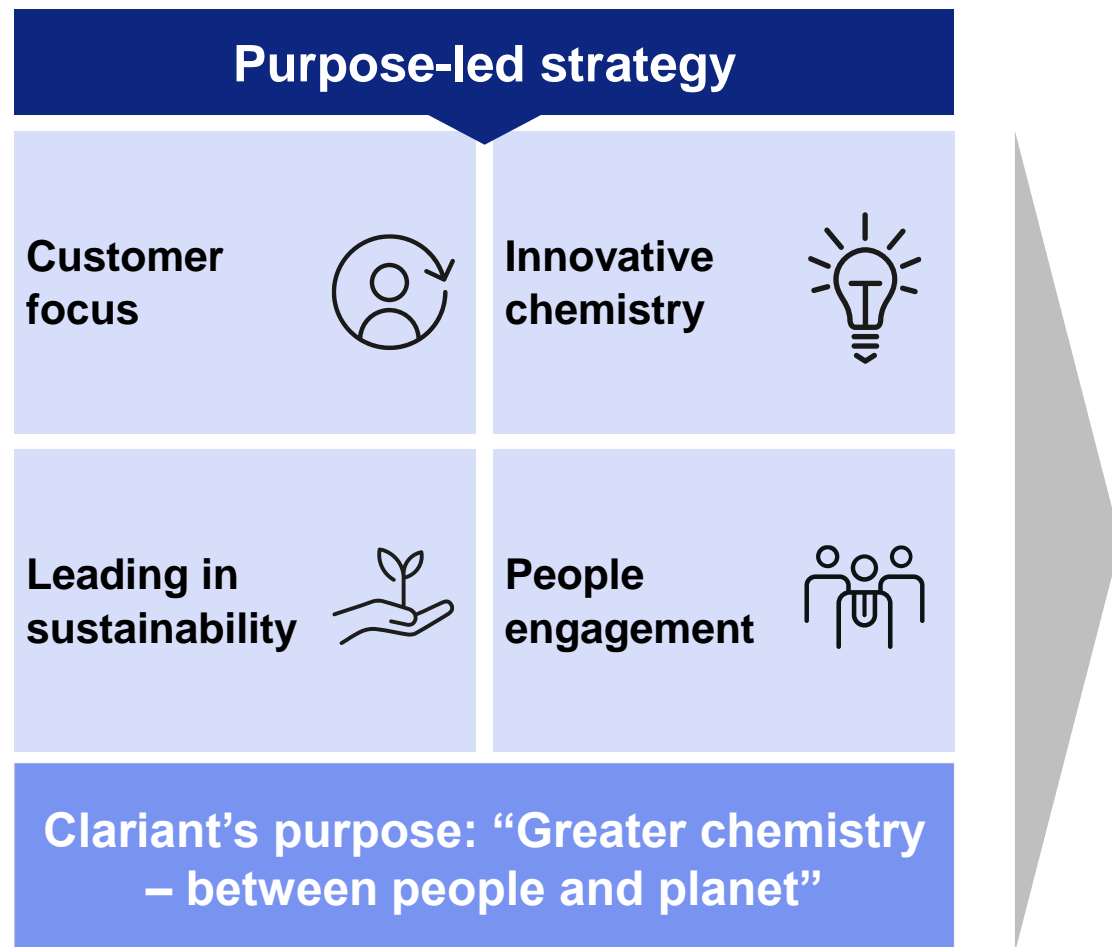 Purpose-led strategy
Customer
focus
Innovative
chemistry
Leading in
sustainability
People
engagement
Clariant’s purpose: “Greater chemistry
– between people and planet”